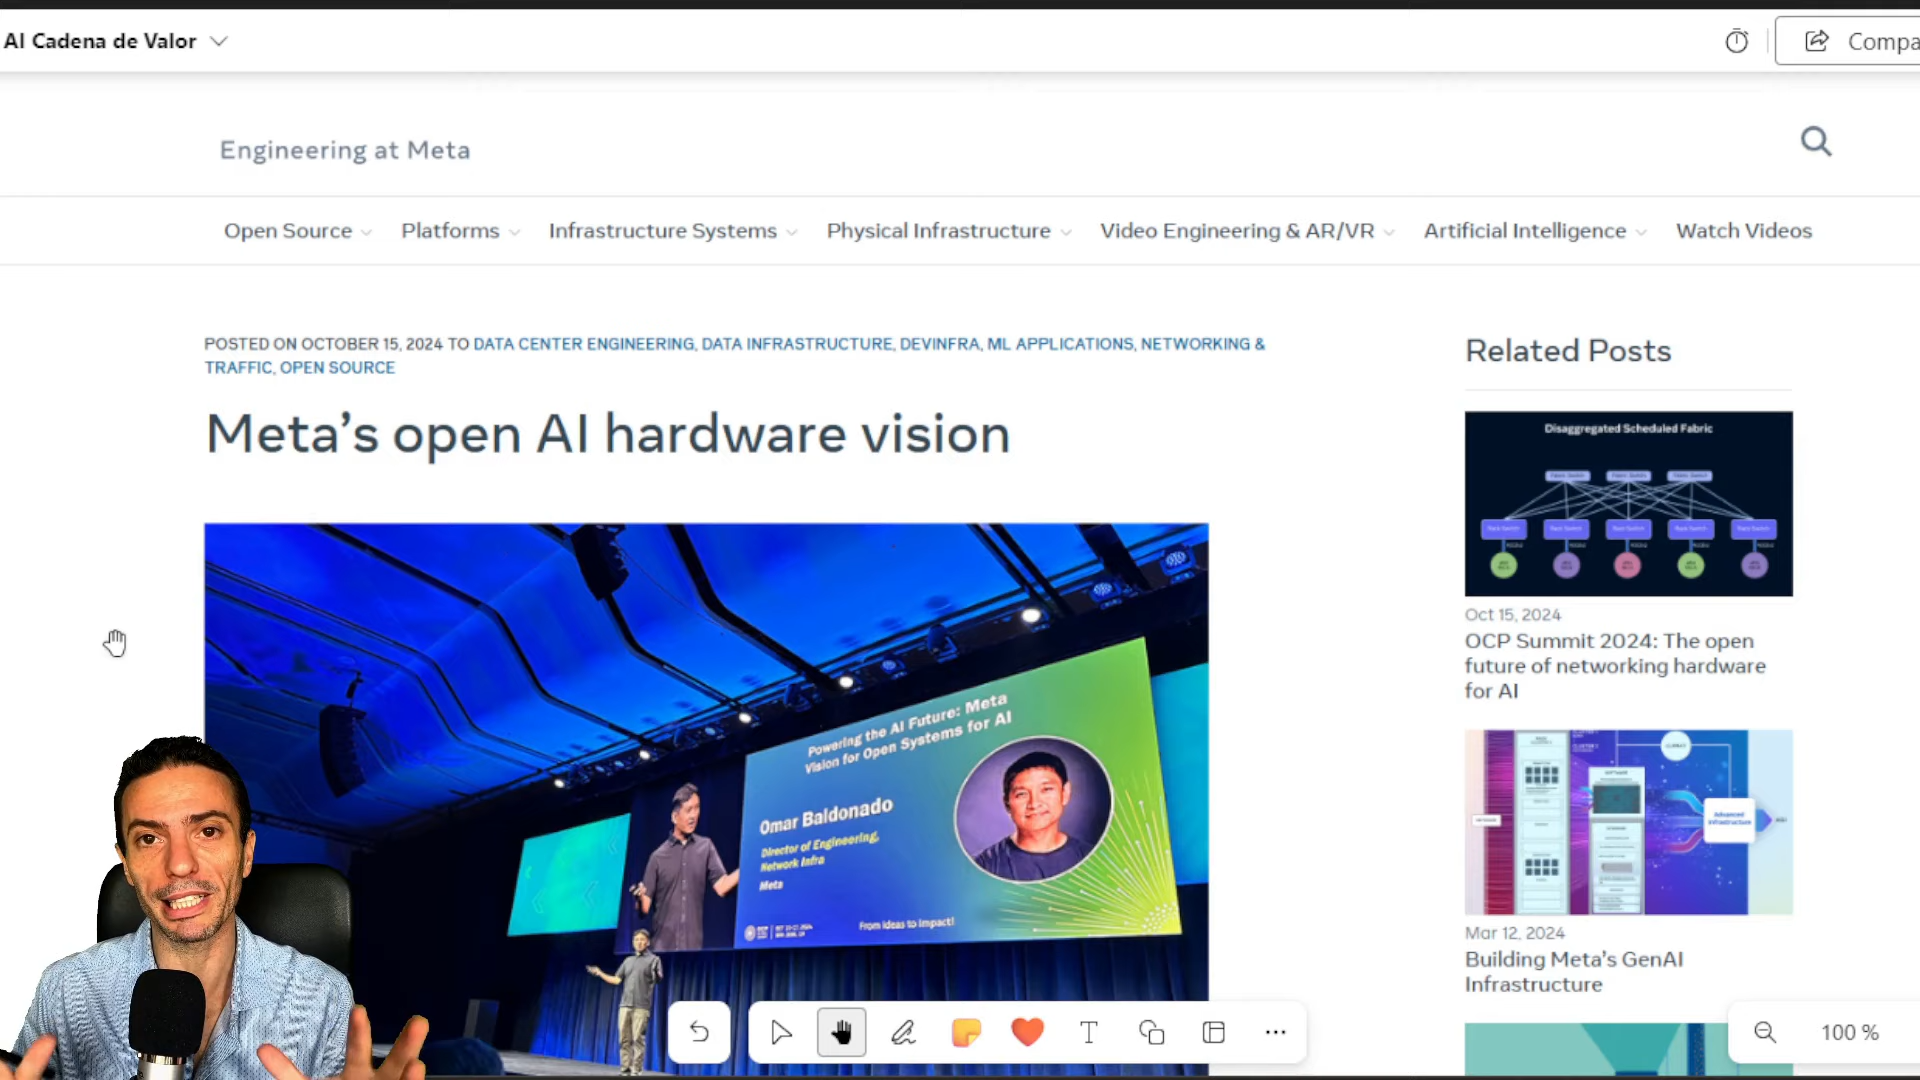 AI Cadena de Valor
Compa
Engineering at Meta
Open Source
Platforms
Infrastructure Systems
Physical Infrastructure
Video Engineering & AR/VR
Artificial Intelligence
Watch Videos
POSTED ON OCTOBER 15, 2024 TO DATA CENTER ENGINEERING, DATA INFRASTRUCTURE, DEVINFRA, ML APPLICATIONS, NETWORKING &
TRAFFIC, OPEN SOURCE
Meta’s open AI hardware vision
Powering the AI Future: Meta
Vision for Open Systems for AI
Omar Baldonado
Director of Engineering,
Network Infra
Meta
From Ideas to Impact!
Related Posts
Disaggregated Scheduled Fabric
Oct 15, 2024
OCP Summit 2024: The open
future of networking hardware
for AI
Advanced
Infrastructure
Mar 12, 2024
Building Meta’s GenAI
Infrastructure
100 %